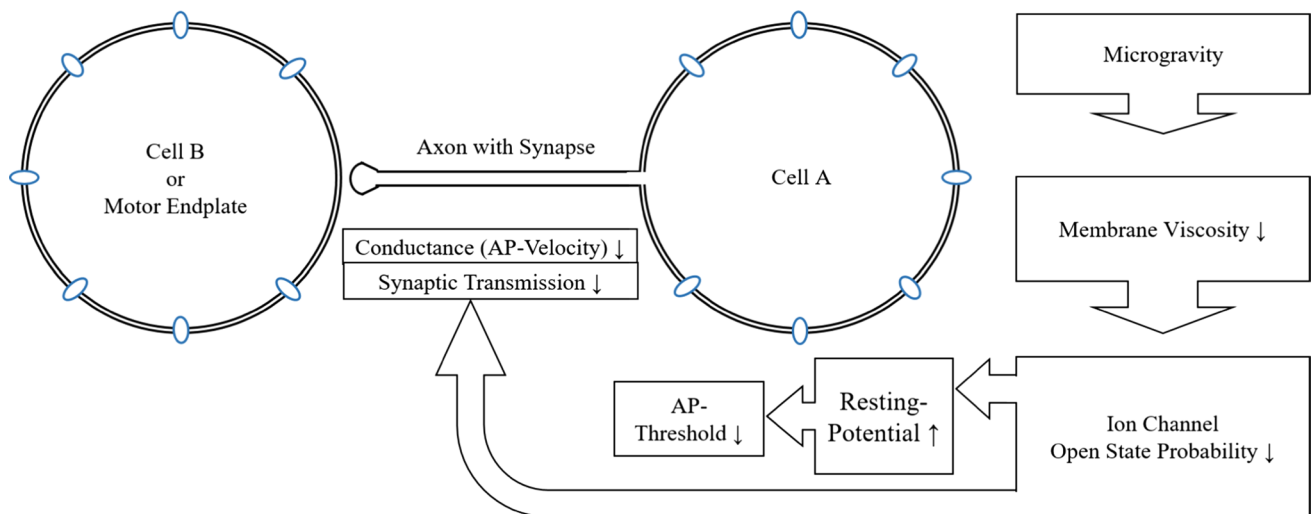 Cell B
or
Motor Endplate
Axon with Synapse
Cell A
Conductance (AP-Velocity) ↓
Synaptic Transmission ↓
Microgravity
Membrane Viscosity ↓
Ion Channel
Open State Probability ↓
Resting-
Potential ↑
AP-
Threshold ↓